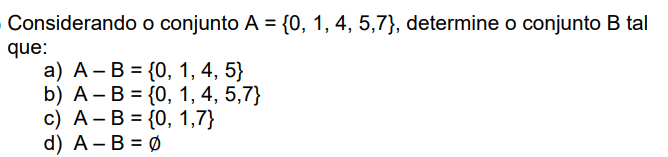 Considerando o conjunto A = {0, 1, 4, 5,7}, determine o conjunto B tal
que:
a) A – B = {0, 1, 4, 5}
b) A – B = {0, 1, 4, 5,7}
c) A – B = {0, 1,7}
d) A – B = ∅